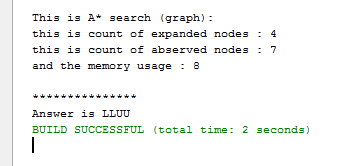 This is A* search (graph):
this is count of expanded nodes : 4
this is count of abserved nodes : 7
and the memory usage : 8
***************
Answer is LLUU
BUILD SUCCESSFUL (total time: 2 seconds)